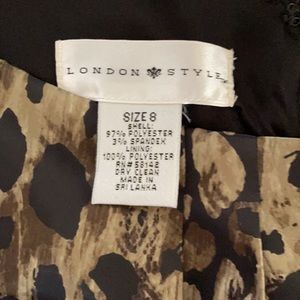 LONDON STYLE
SIZE 8
SHELL:
97% POLYESTER
3% SPANDEX
LINING:
100% POLYESTER
RN# 58142
DRY CLEAN
MADE IN
SRI LANKA